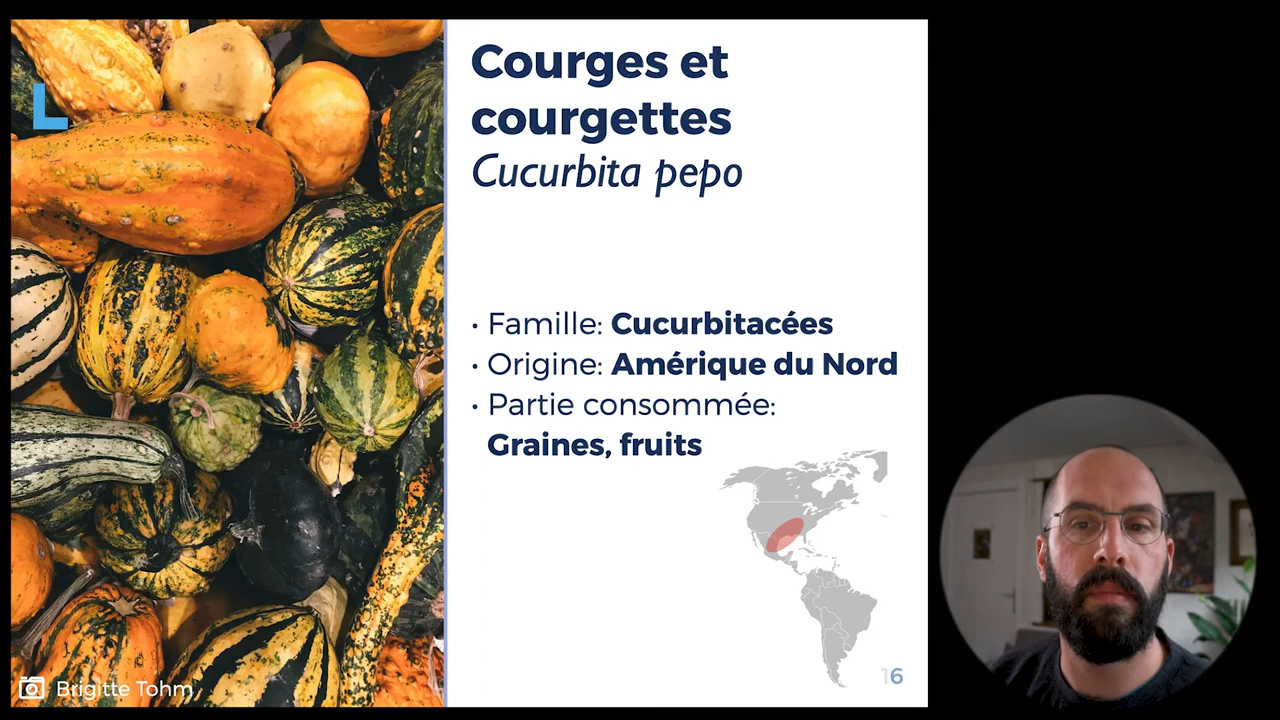 Courges et
courgettes
Cucurbita pepo
• Famille: Cucurbitacées
• Origine: Amérique du Nord
• Partie consommée:
Graines, fruits
L
Brigitte Tohm
16